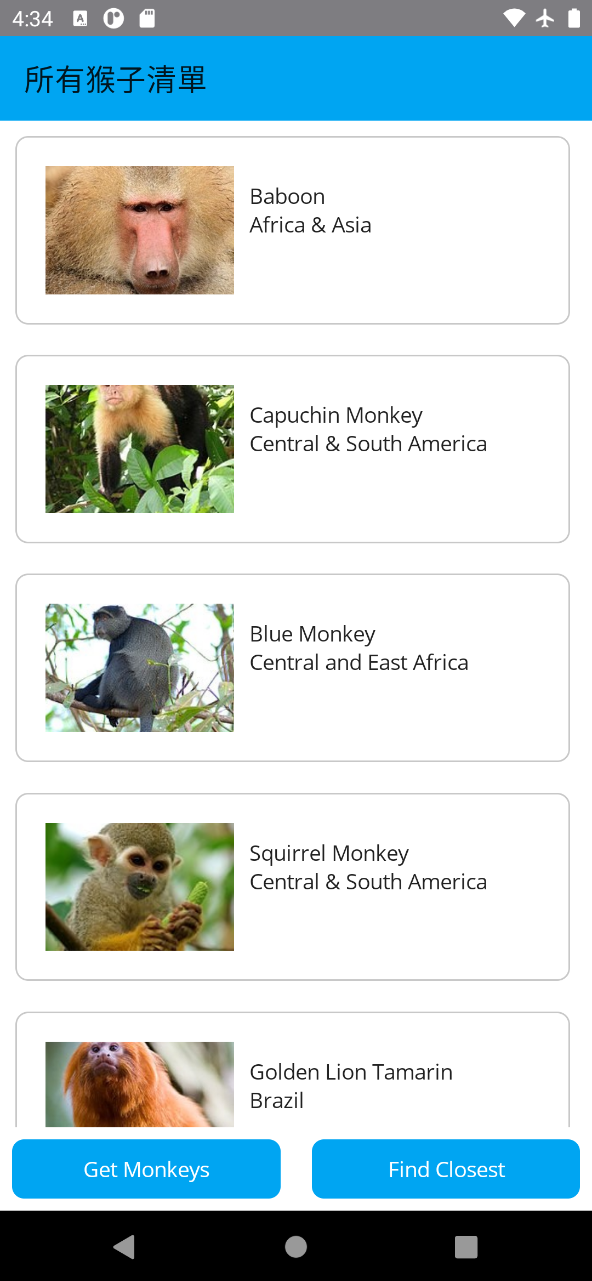 4:34
所有猴子清單
Baboon
Africa & Asia
Capuchin Monkey
Central & South America
Blue Monkey
Central and East Africa
Squirrel Monkey
Central & South America
Golden Lion Tamarin
Brazil
Get Monkeys
Find Closest